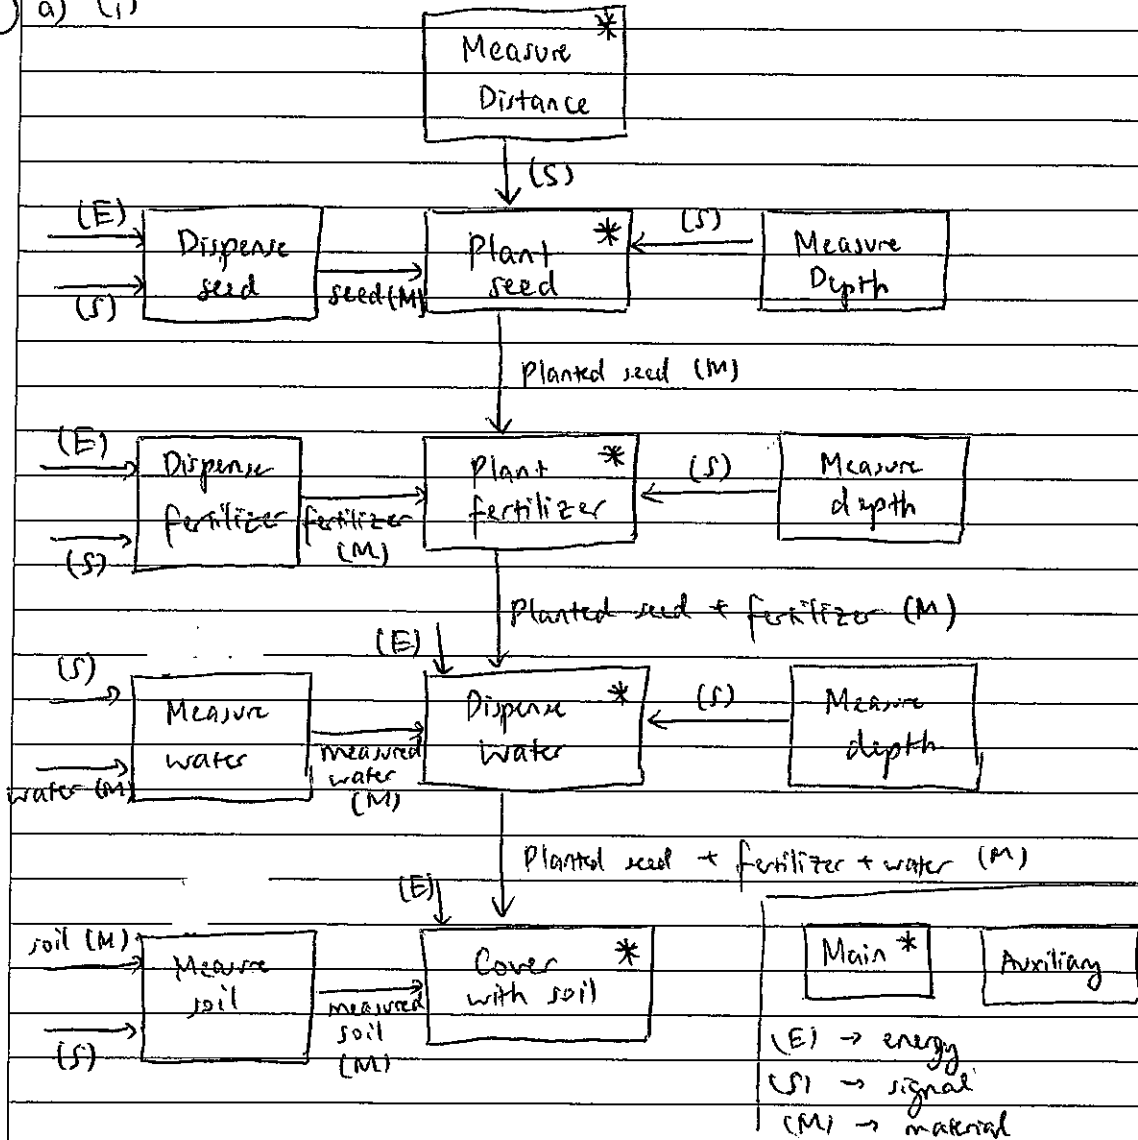 a) (i)
Measure *
Distance
(S)
(E)
Dispense
seed
(S)
seed (M)
Plant *
seed
(S)
Measure
Depth
Planted seed (M)
(E)
Dispense
fertilizer
(S)
fertilizer
(M)
Plant *
fertilizer
(S)
Measure
depth
Planted seed + fertilizer (M)
(E)
(S)
Measure
water
water (M)
measured
water
(M)
Dispense *
water
(S)
Measure
depth
Planted seed + fertilizer + water (M)
(E)
soil (M)
Measure
soil
(S)
measured
soil
(M)
Cover *
with soil
Main *
Auxiliary
(E) → energy
(S) → signal
(M) → material